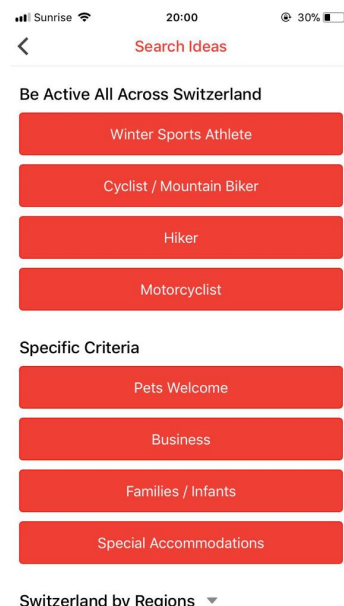 Sunrise 20:00 30%
Search Ideas
Be Active All Across Switzerland
Winter Sports Athlete
Cyclist / Mountain Biker
Hiker
Motorcyclist
Specific Criteria
Pets Welcome
Business
Families / Infants
Special Accommodations
Switzerland by Regions